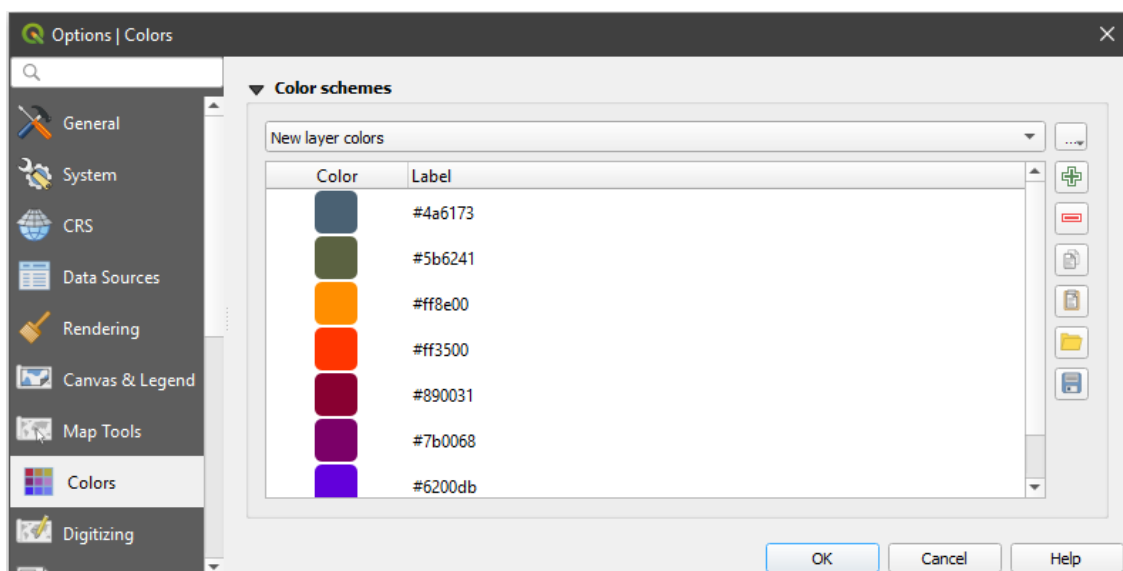 Options | Colors
General
System
CRS
Data Sources
Rendering
Canvas & Legend
Map Tools
Colors
Digitizing
Color schemes
New layer colors
...
Color Label
#4a6173
#5b6241
#ff8e00
#ff3500
#890031
#7b0068
#6200db
OK Cancel Help